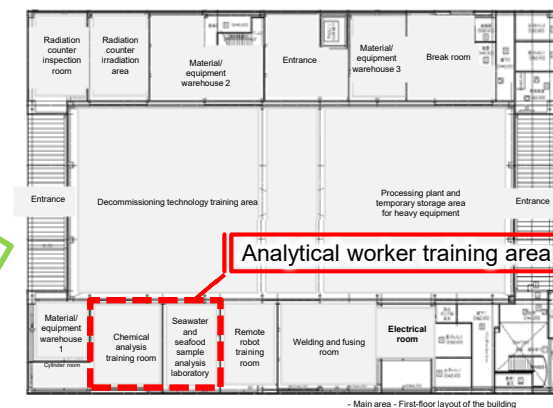 Radiation
counter
inspection
room
Radiation
counter
irradiation
area
Material/
equipment
warehouse 2
Entrance
Material/
equipment
warehouse 3
Break room
Entrance
Decommissioning technology training area
Processing plant and
temporary storage area
for heavy equipment
Entrance
Analytical worker training area
Material/
equipment
warehouse
1
Cylinder room
Chemical
analysis
training room
Seawater
and
seafood
sample
analysis
laboratory
Remote
robot
training
room
Welding and fusing
room
Electrical
room
- Main area - First-floor layout of the building